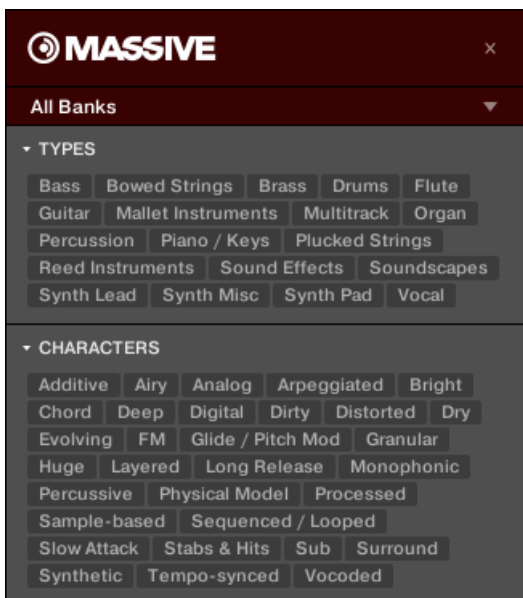 MASSIVE ×
All Banks
TYPES
Bass Bowed Strings Brass Drums Flute
Guitar Mallet Instruments Multitrack Organ
Percussion Piano / Keys Plucked Strings
Reed Instruments Sound Effects Soundscapes
Synth Lead Synth Misc Synth Pad Vocal
CHARACTERS
Additive Airy Analog Arpeggiated Bright
Chord Deep Digital Dirty Distorted Dry
Evolving FM Glide / Pitch Mod Granular
Huge Layered Long Release Monophonic
Percussive Physical Model Processed
Sample-based Sequenced / Looped
Slow Attack Stabs & Hits Sub Surround
Synthetic Tempo-synced Vocoded